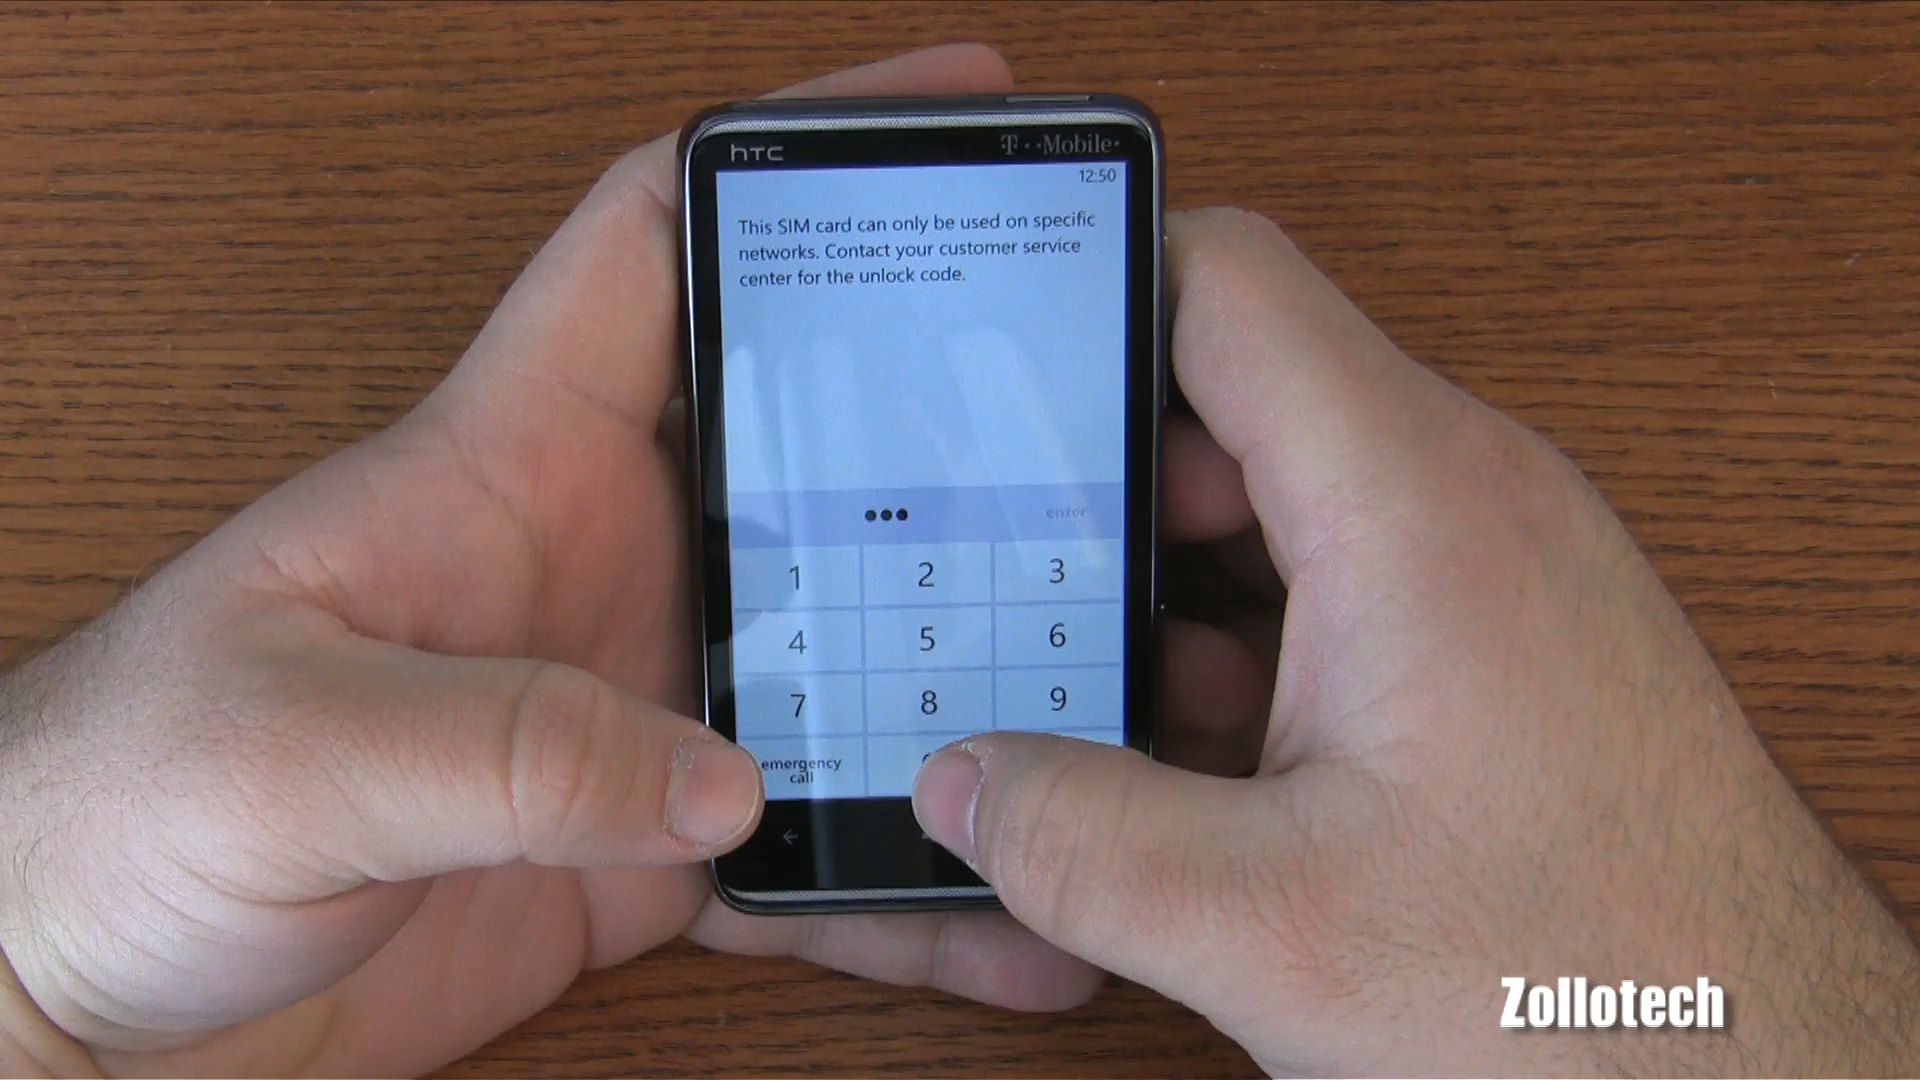 hTC
T··Mobile·
12:50
This SIM card can only be used on specific
networks. Contact your customer service
center for the unlock code.
enter
1 2 3
4 5 6
7 8 9
emergency
call
Zollotech